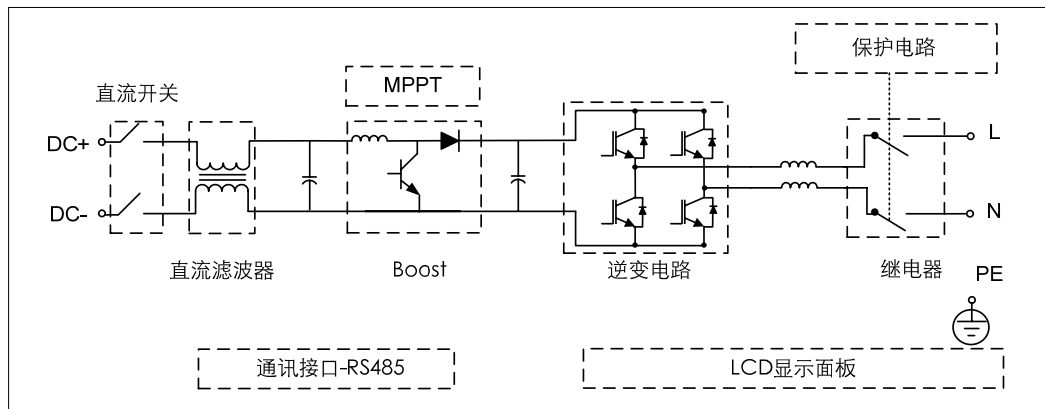 保护电路
MPPT
直流开关
DC+
L
DC-
N
直流滤波器
Boost
逆变电路
继电器
PE
通讯接口-RS485
LCD显示面板